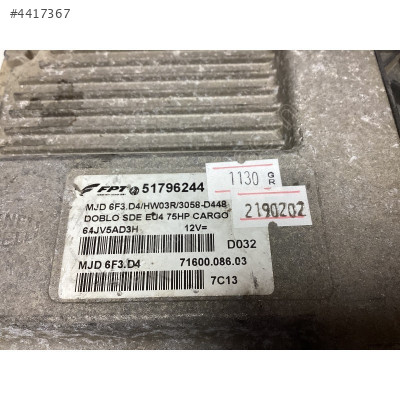 #4417367
FPT 51796244
1130 GR
MJD 6F3.D4/HW03R/3058-D448
DOBLO SDE EU4 75HP CARGO
2190202
64JV5AD3H 12V=
D032
MJD 6F3.D4 71600.086.03
7C13